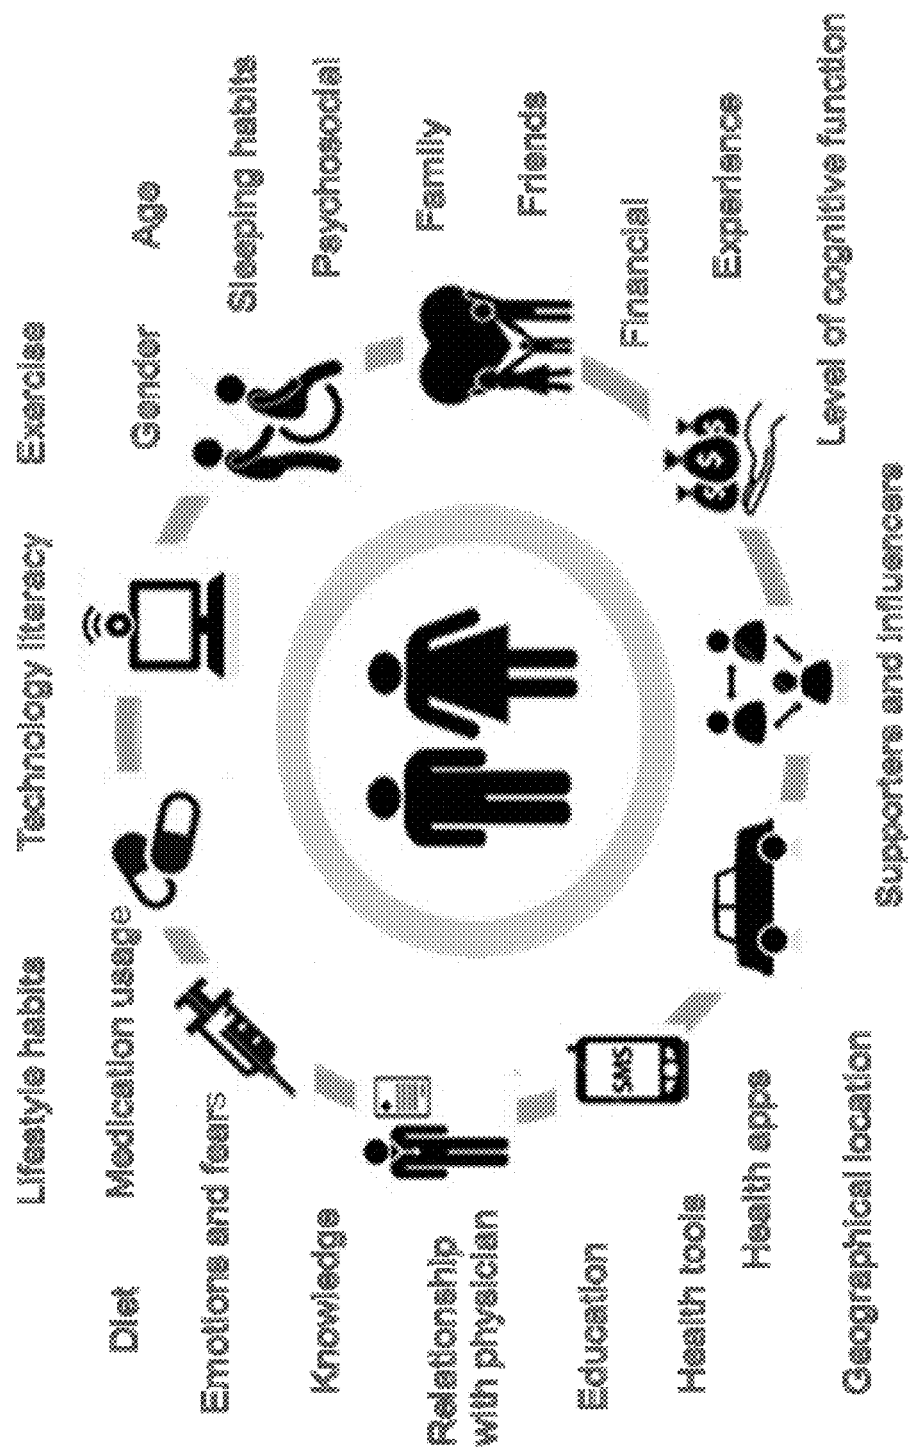 Lifestyle habits
Technology literacy
Exercise
Diet
Medication usage
Gender
Age
Emotions and fears
Sleeping habits
Knowledge
Psychosocial
Relationship
with physician
Family
Education
SMS
Friends
Health tools
Financial
Health apps
$
Experience
Geographical location
Supporters and influencers
Level of cognitive function